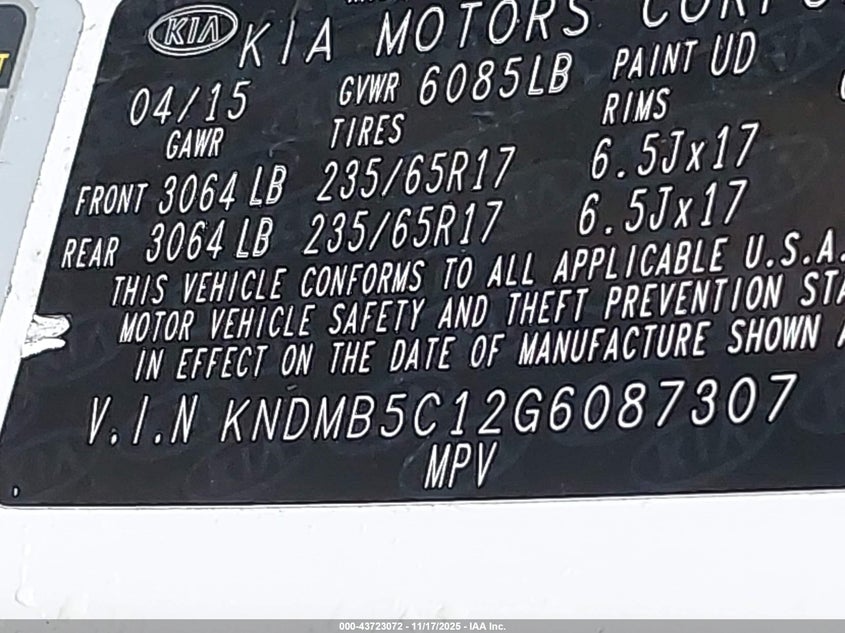 KIA KIA MOTORS CORPO
04/15 GVWR 6085LB PAINT UD
GAWR TIRES RIMS
FRONT 3064 LB 235/65R17 6.5Jx17
REAR 3064 LB 235/65R17 6.5Jx17
THIS VEHICLE CONFORMS TO ALL APPLICABLE U.S.A.
MOTOR VEHICLE SAFETY AND THEFT PREVENTION STA
IN EFFECT ON THE DATE OF MANUFACTURE SHOWN A
V.I.N KNDMB5C12G6087307
MPV
000-43723072 - 11/17/2025 - IAA Inc.